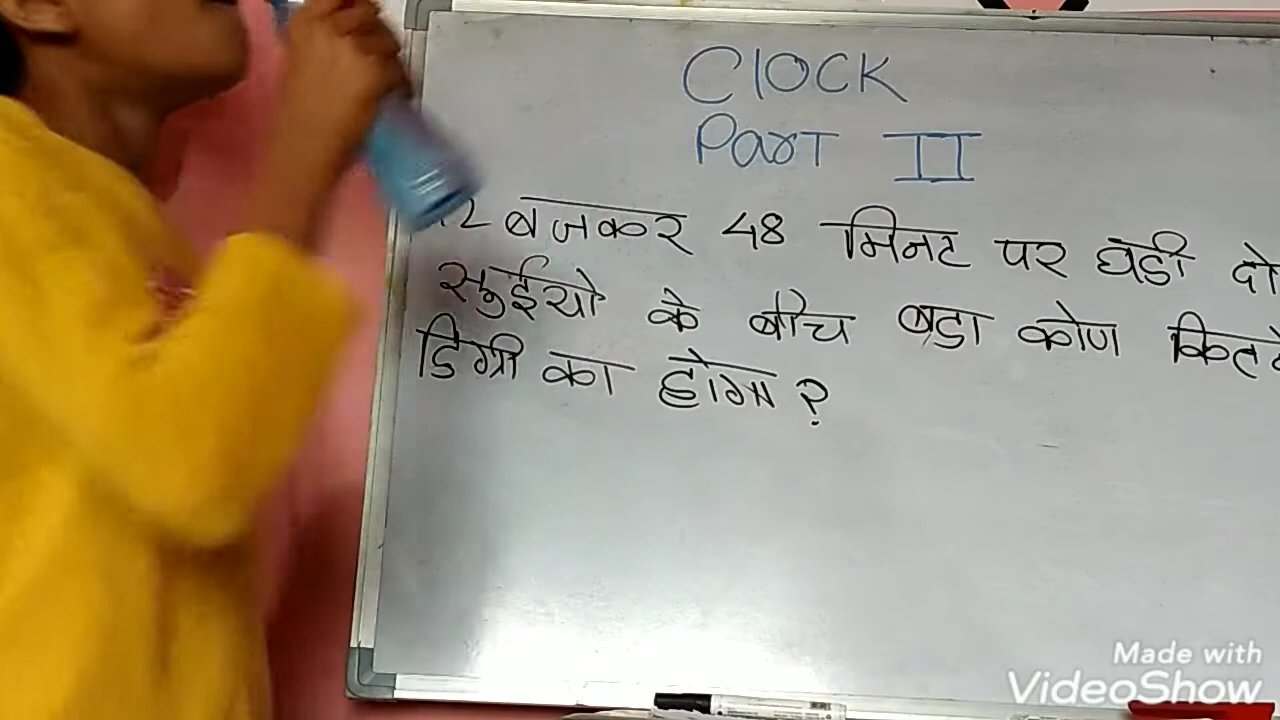 CLOCK
Part II
बजकर 48 मिनट पर घडी दो
सुईयो के बीच बडा कोण
डिग्री का होगा ?
Made with
VideoShow